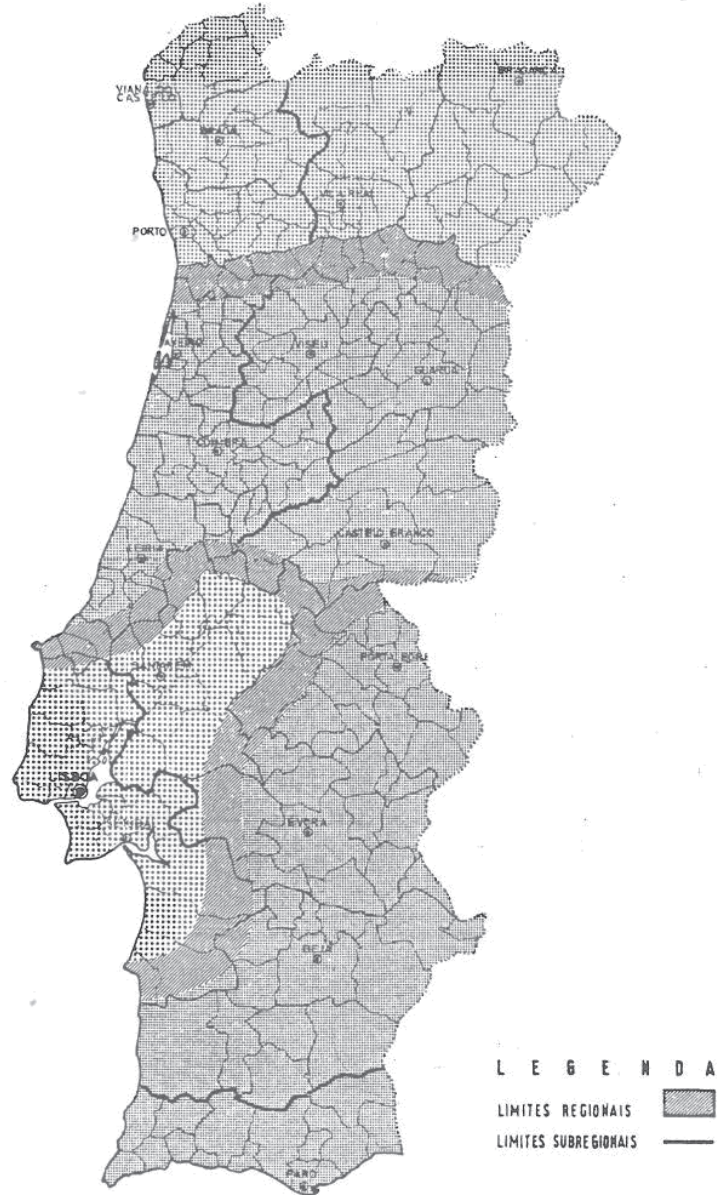 BRAGANÇA
VIANA DO
CASTELO
BRAGA
VILA REAL
PORTO
AVEIRO
VISEU
GUARDA
COIMBRA
CASTELO BRANCO
LEIRIA
PORTALEGRE
SANTARÉM
LISBOA
SETÚBAL
EVORA
BEJA
FARO
L E G E N D A
LIMITES REGIONAIS
LIMITES SUBREGIONAIS